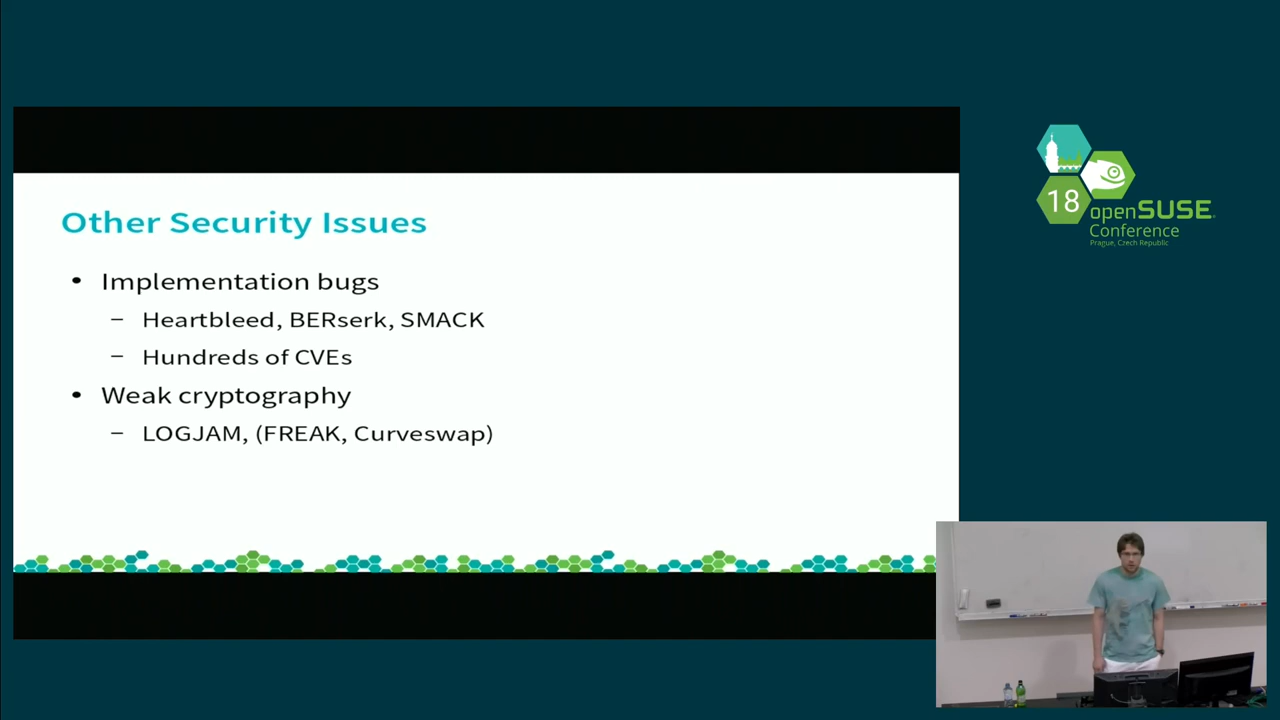 Other Security Issues
• Implementation bugs
– Heartbleed, BERserk, SMACK
– Hundreds of CVEs
• Weak cryptography
– LOGJAM, (FREAK, Curveswap)
18
openSUSE
Conference
Prague, Czech Republic